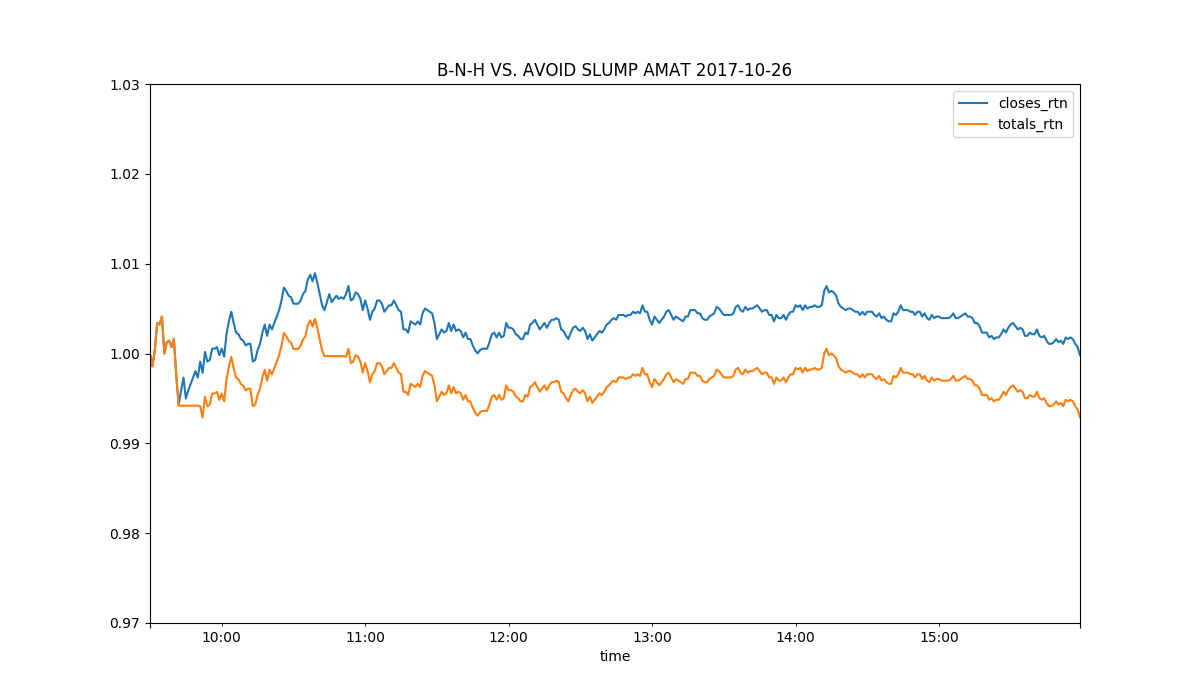 B-N-H VS. AVOID SLUMP AMAT 2017-10-26
closes_rtn
totals_rtn
1.03
1.02
1.01
1.00
0.99
0.98
0.97
10:00 11:00 12:00 13:00 14:00 15:00
time